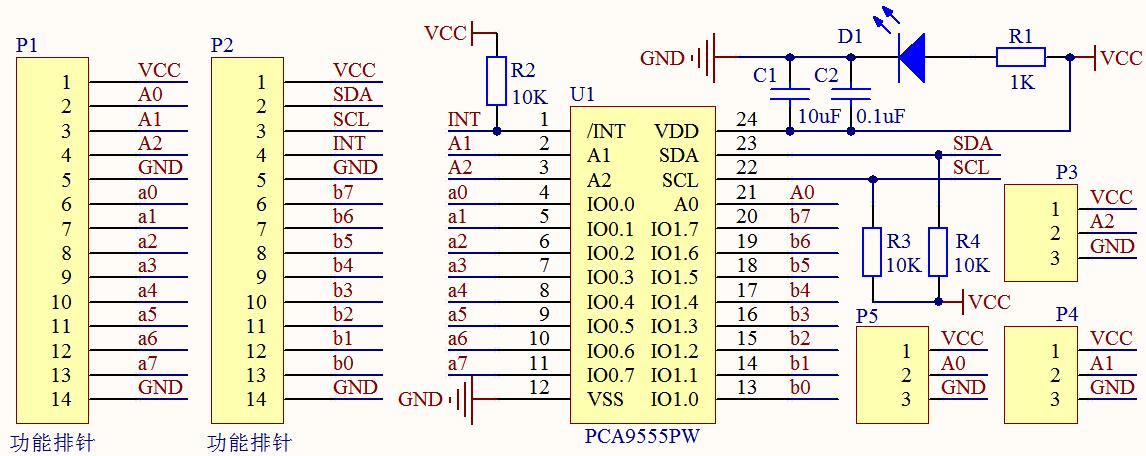 P1
1 VCC
2 A0
3 A1
4 A2
5 GND
6 a0
7 a1
8 a2
9 a3
10 a4
11 a5
12 a6
13 a7
14 GND
功能排针
P2
1 VCC
2 SDA
3 SCL
4 INT
5 GND
6 b7
7 b6
8 b5
9 b4
10 b3
11 b2
12 b1
13 b0
14 GND
功能排针
VCC
R2
10K
U1
INT 1 /INT VDD 24
A1 2 A1 SDA 23 SDA
A2 3 A2 SCL 22 SCL
a0 4 IO0.0 A0 21 A0
a1 5 IO0.1 IO1.7 20 b7
a2 6 IO0.2 IO1.6 19 b6
a3 7 IO0.3 IO1.5 18 b5
a4 8 IO0.4 IO1.4 17 b4
a5 9 IO0.5 IO1.3 16 b3
a6 10 IO0.6 IO1.2 15 b2
a7 11 IO0.7 IO1.1 14 b1
GND 12 VSS IO1.0 13 b0
PCA9555PW
GND
C1
10uF
C2
0.1uF
D1
R1
1K
VCC
R3
10K
R4
10K
VCC
P3
1 VCC
2 A2
3 GND
P5
1 VCC
2 A0
3 GND
P4
1 VCC
2 A1
3 GND